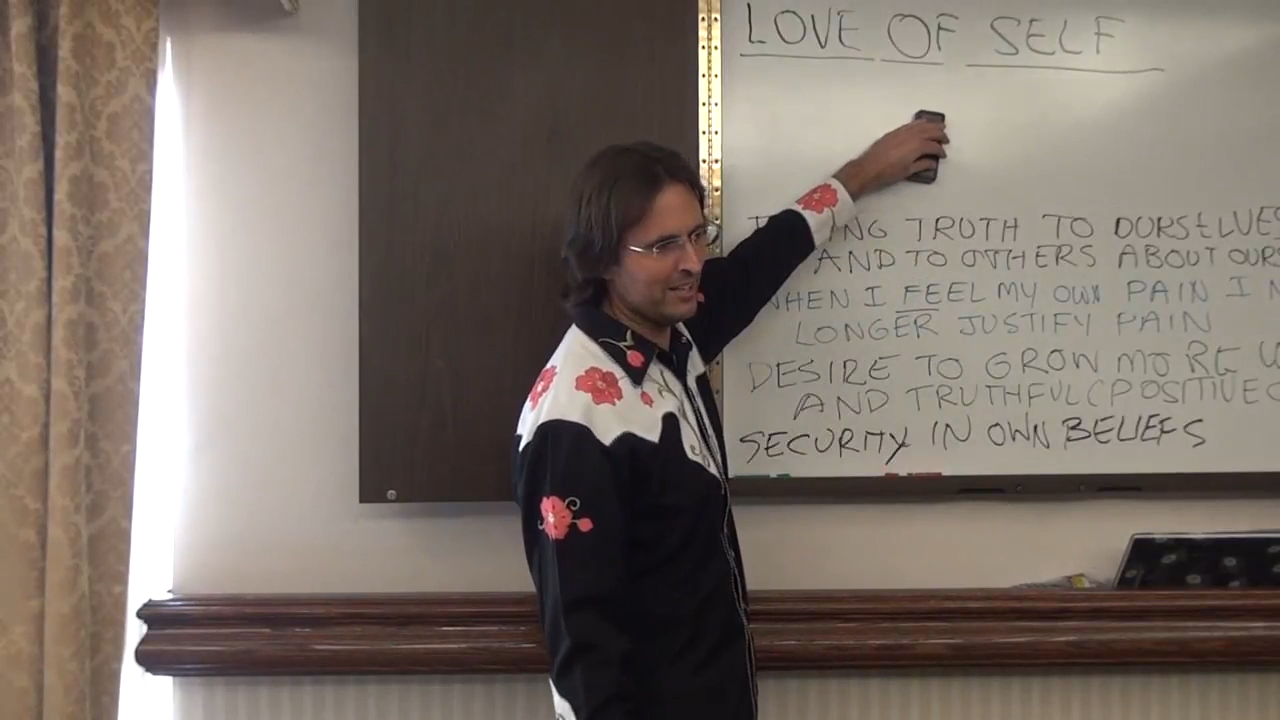 LOVE OF SELF
TRUTH TO OURSELVES
AND TO OTHERS ABOUT
WHEN I FEEL MY OWN PAIN I
LONGER JUSTIFY PAIN
DESIRE TO GROW MORE
AND TRUTHFUL (POSITIVE
SECURITY IN OWN BELIEFS